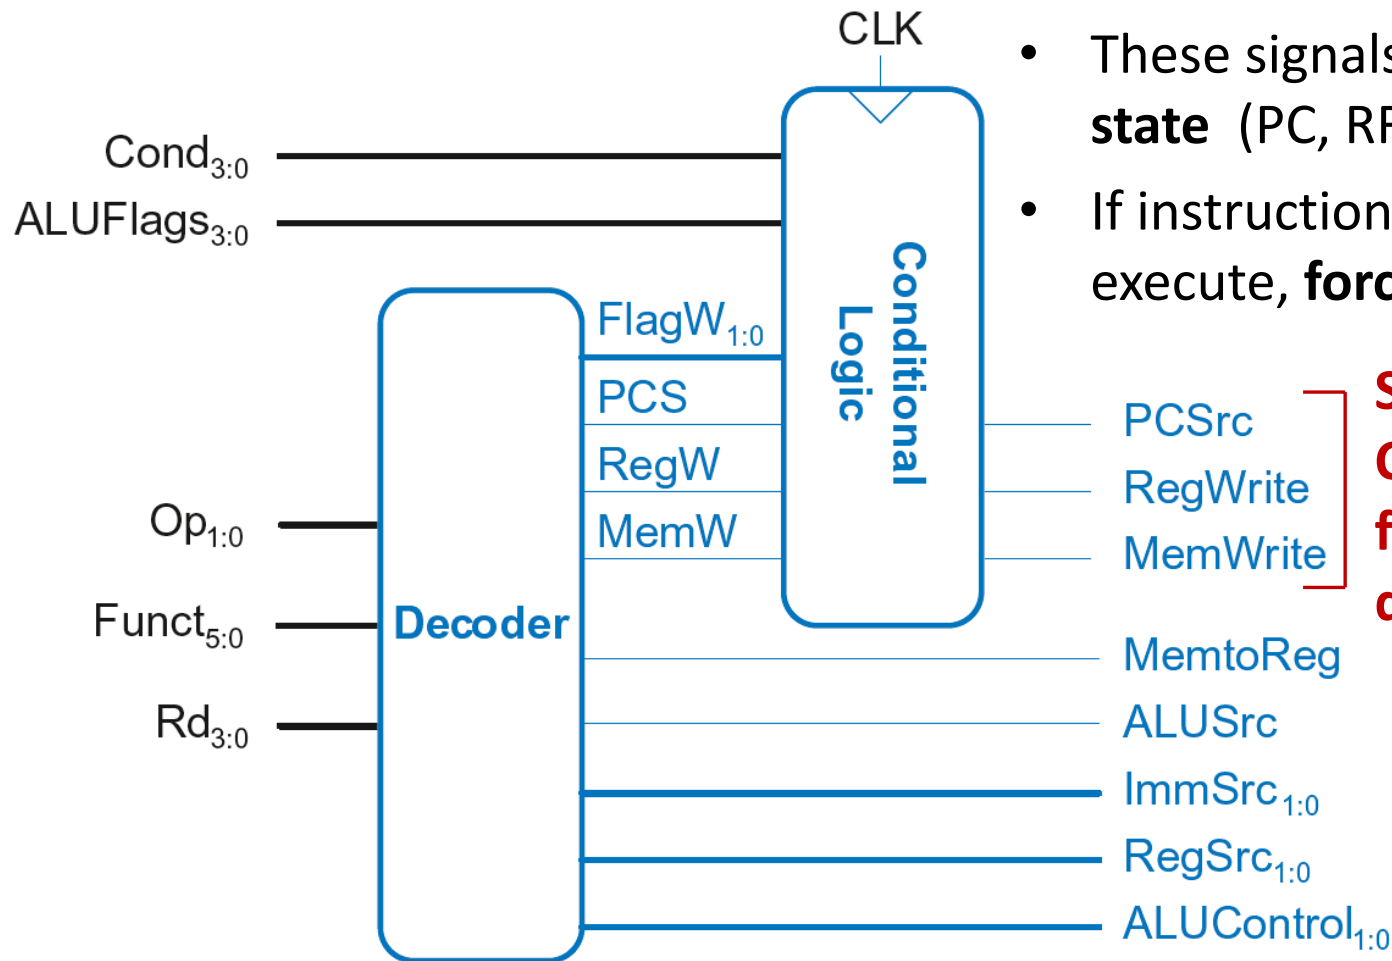 CLK
• These signals
state (PC, RF
• If instruction
execute, forc
Cond3:0
ALUFlags3:0
Conditional
Logic
FlagW1:0
PCS
RegW
MemW
PCSrc
RegWrite
MemWrite
Op1:0
Funct5:0
Rd3:0
Decoder
MemtoReg
ALUSrc
ImmSrc1:0
RegSrc1:0
ALUControl1:0